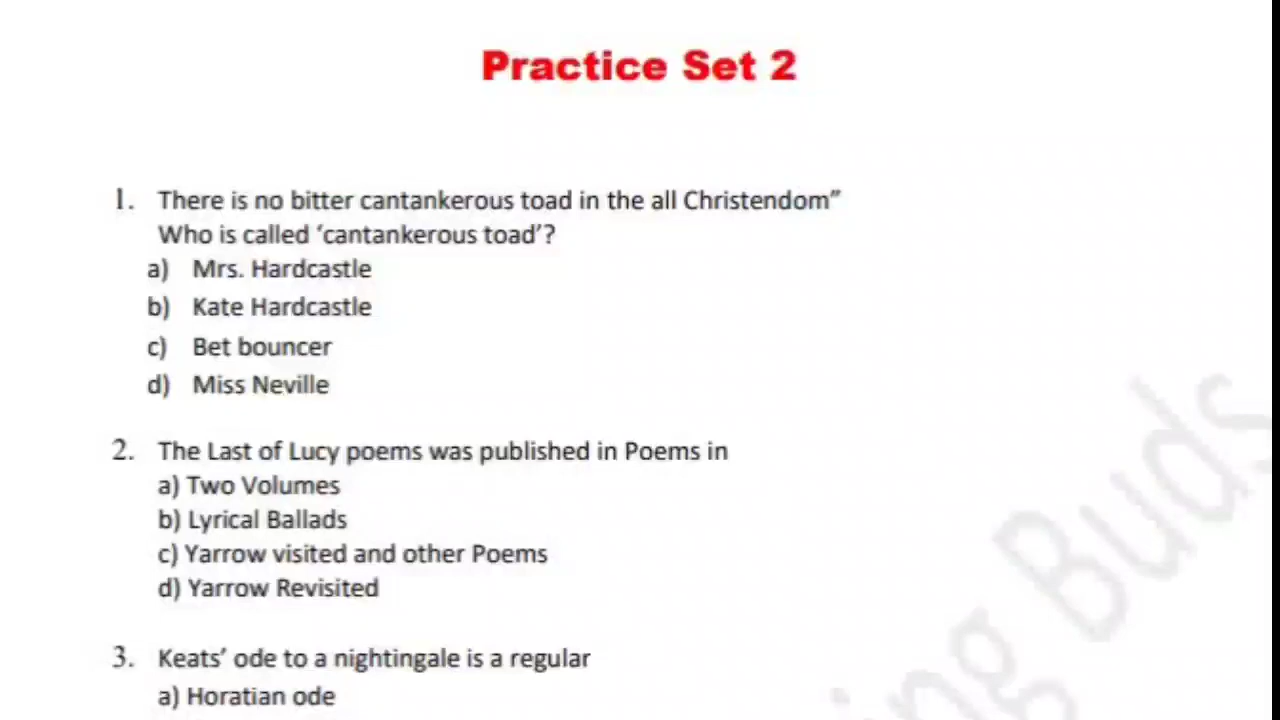 Practice Set 2
1. There is no bitter cantankerous toad in the all Christendom”
Who is called ‘cantankerous toad’?
a) Mrs. Hardcastle
b) Kate Hardcastle
c) Bet bouncer
d) Miss Neville
2. The Last of Lucy poems was published in Poems in
a) Two Volumes
b) Lyrical Ballads
c) Yarrow visited and other Poems
d) Yarrow Revisited
3. Keats’ ode to a nightingale is a regular
a) Horatian ode
Buds